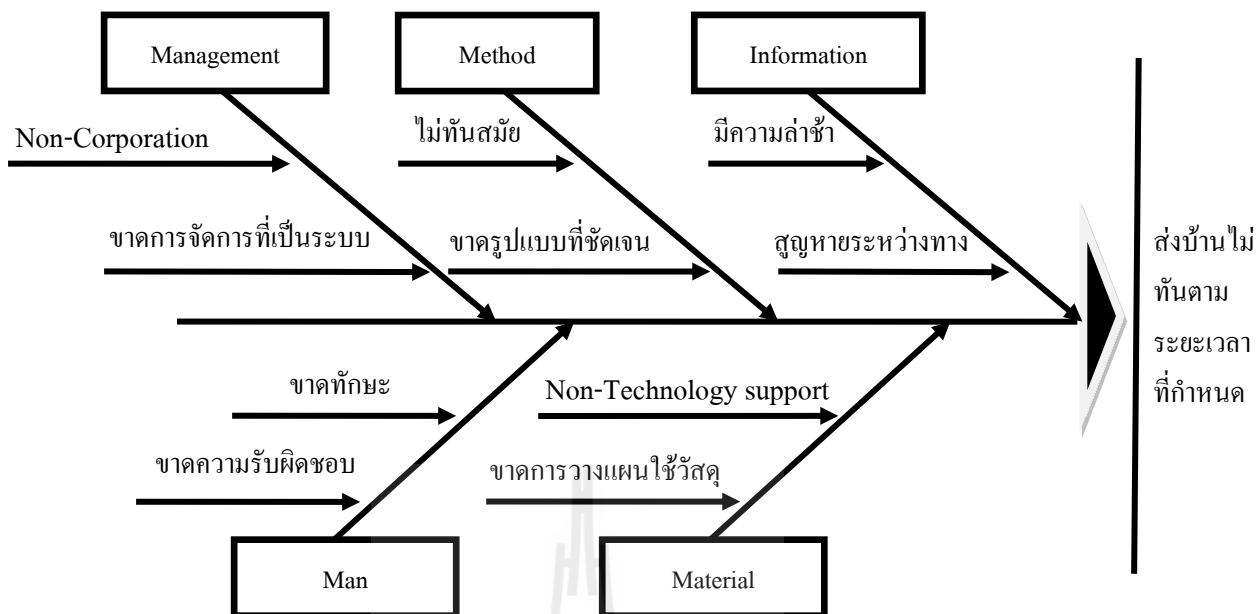 Management
Method
Information
Non-Corporation
ไม่ทันสมัย
มีความล่าช้า
ขาดการจัดการที่เป็นระบบ
ขาดรูปแบบที่ชัดเจน
สูญหายระหว่างทาง
ส่งบ้านไม่
ทันตาม
ระยะเวลา
ที่กำหนด
ขาดทักษะ
Non-Technology support
ขาดความรับผิดชอบ
ขาดการวางแผนใช้วัสดุ
Man
Material